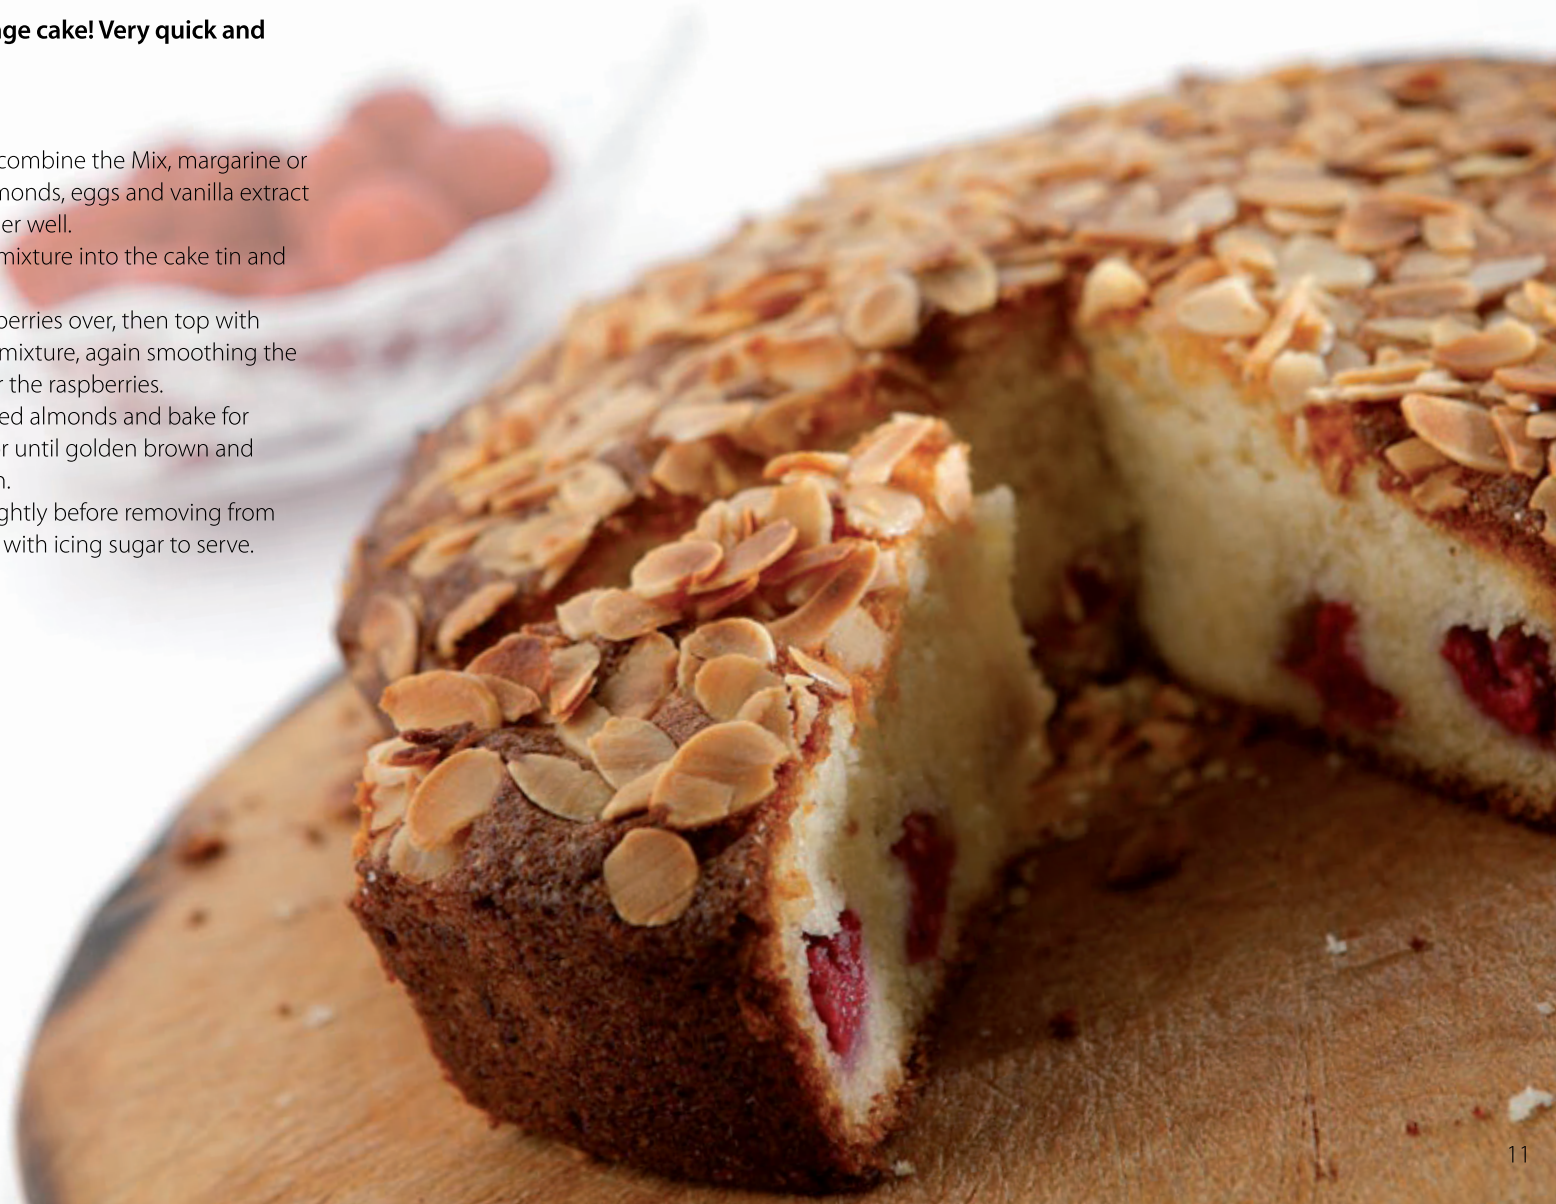 ge cake! Very quick and
combine the Mix, margarine or
monds, eggs and vanilla extract
er well.
mixture into the cake tin and
berries over, then top with
mixture, again smoothing the
r the raspberries.
ed almonds and bake for
r until golden brown and
n.
ghtly before removing from
with icing sugar to serve.
11